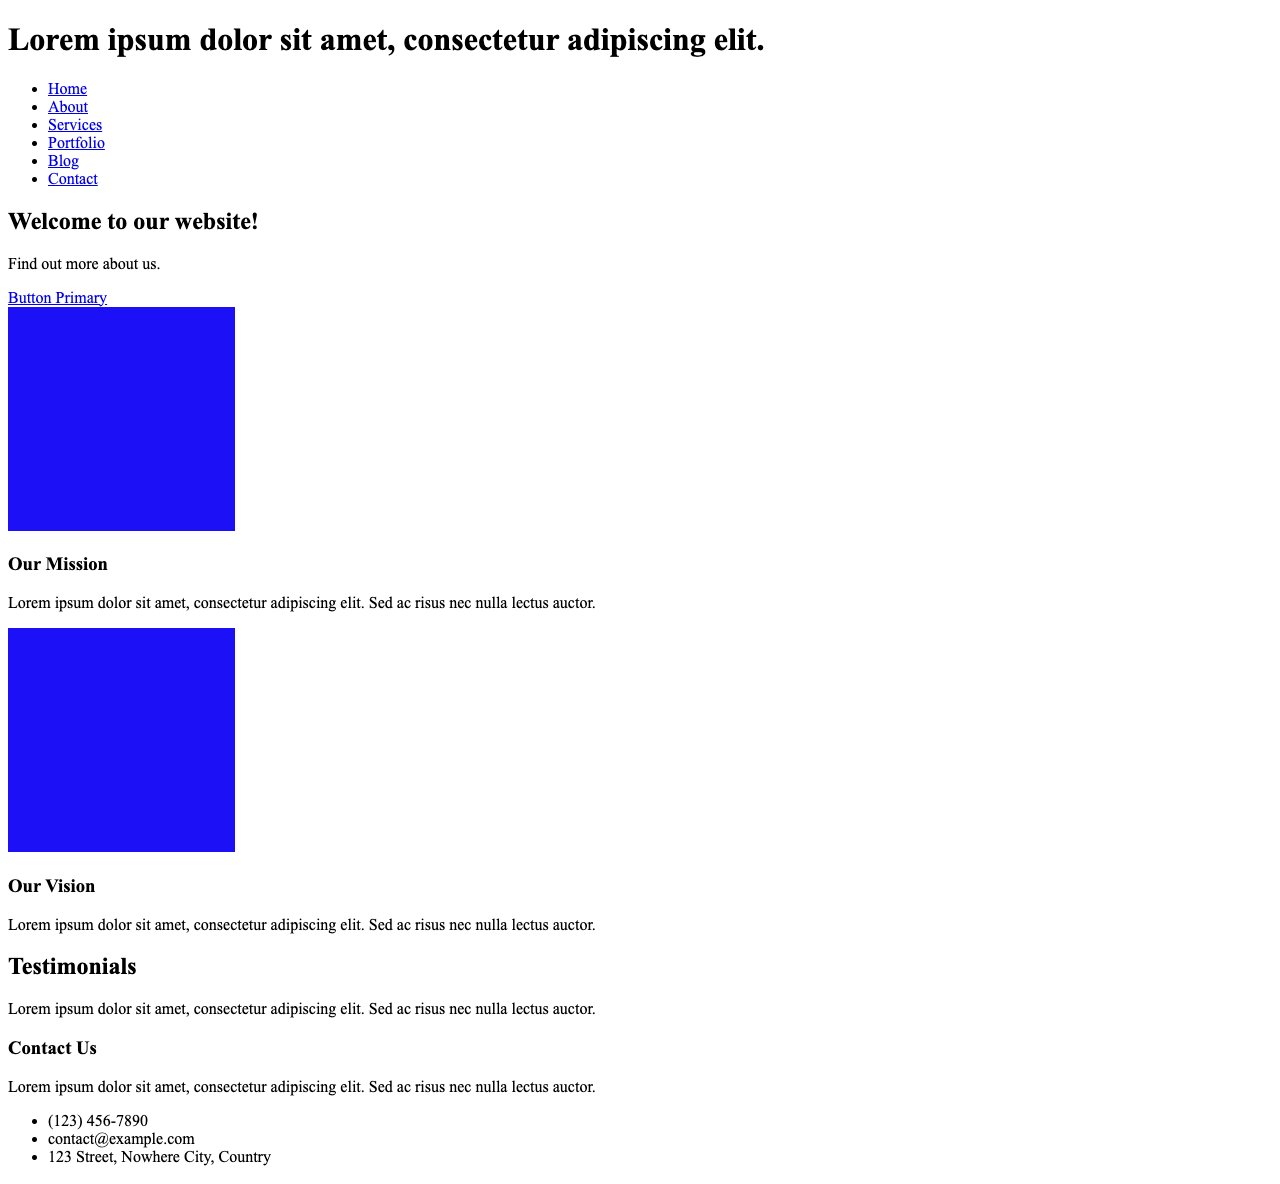 Lorem ipsum dolor sit amet, consectetur adipiscing elit.
Home
About
Services
Portfolio
Blog
Contact
Welcome to our website!
Find out more about us.
Button Primary
Our Mission
Lorem ipsum dolor sit amet, consectetur adipiscing elit. Sed ac risus nec nulla lectus auctor.
Our Vision
Lorem ipsum dolor sit amet, consectetur adipiscing elit. Sed ac risus nec nulla lectus auctor.
Testimonials
Lorem ipsum dolor sit amet, consectetur adipiscing elit. Sed ac risus nec nulla lectus auctor.
Contact Us
Lorem ipsum dolor sit amet, consectetur adipiscing elit. Sed ac risus nec nulla lectus auctor.
(123) 456-7890
contact@example.com
123 Street, Nowhere City, Country